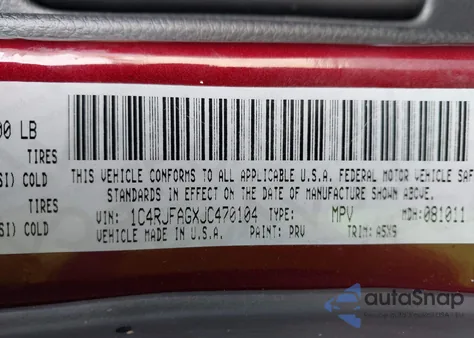 00 LB
TIRES
SI) COLD
TIRES
SI) COLD
THIS VEHICLE CONFORMS TO ALL APPLICABLE U.S.A. FEDERAL MOTOR VEHICLE SAF
STANDARDS IN EFFECT ON THE DATE OF MANUFACTURE SHOWN ABOVE.
VIN: 1C4RJFAGXJC470104 TYPE: MPV MDH:081011
VEHICLE MADE IN U.S.A. PAINT: PRV TRIM: A5X9
autoSnap